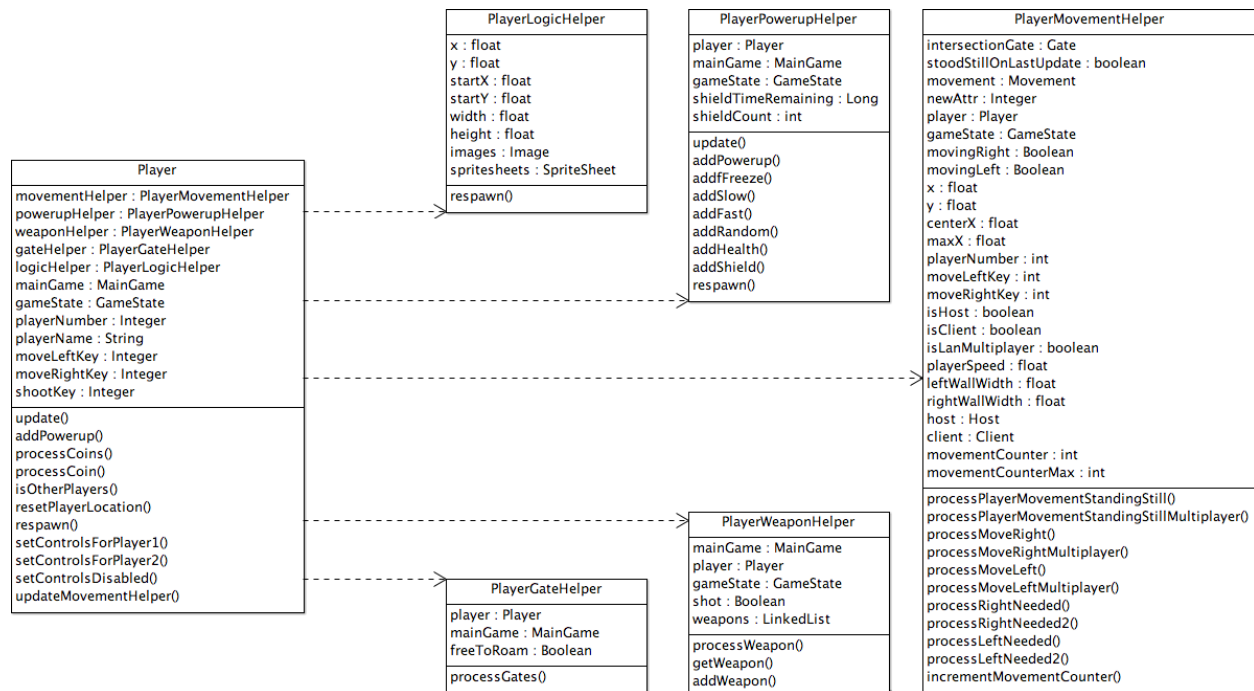 Player
movementHelper : PlayerMovementHelper
powerupHelper : PlayerPowerupHelper
weaponHelper : PlayerWeaponHelper
gateHelper : PlayerGateHelper
logicHelper : PlayerLogicHelper
mainGame : MainGame
gameState : GameState
playerNumber : Integer
playerName : String
moveLeftKey : Integer
moveRightKey : Integer
shootKey : Integer
update()
addPowerup()
processCoins()
processCoin()
isOtherPlayers()
resetPlayerLocation()
respawn()
setControlsForPlayer1()
setControlsForPlayer2()
setControlsDisabled()
updateMovementHelper()
PlayerLogicHelper
x : float
y : float
startX : float
startY : float
width : float
height : float
images : Image
spritesheets : SpriteSheet
respawn()
PlayerPowerupHelper
player : Player
mainGame : MainGame
gameState : GameState
shieldTimeRemaining : Long
shieldCount : int
update()
addPowerup()
addfFreeze()
addSlow()
addFast()
addRandom()
addHealth()
addShield()
respawn()
PlayerMovementHelper
intersectionGate : Gate
stoodStillOnLastUpdate : boolean
movement : Movement
newAttr : Integer
player : Player
gameState : GameState
movingRight : Boolean
movingLeft : Boolean
x : float
y : float
centerX : float
maxX : float
playerNumber : int
moveLeftKey : int
moveRightKey : int
isHost : boolean
isClient : boolean
isLanMultiplayer : boolean
playerSpeed : float
leftWallWidth : float
rightWallWidth : float
host : Host
client : Client
movementCounter : int
movementCounterMax : int
processPlayerMovementStandingStill()
processPlayerMovementStandingStillMultiplayer()
processMoveRight()
processMoveRightMultiplayer()
processMoveLeft()
processMoveLeftMultiplayer()
processRightNeeded()
processRightNeeded2()
processLeftNeeded()
processLeftNeeded2()
incrementMovementCounter()
PlayerGateHelper
player : Player
mainGame : MainGame
freeToRoam : Boolean
processGates()
PlayerWeaponHelper
mainGame : MainGame
player : Player
gameState : GameState
shot : Boolean
weapons : LinkedList
processWeapon()
getWeapon()
addWeapon()